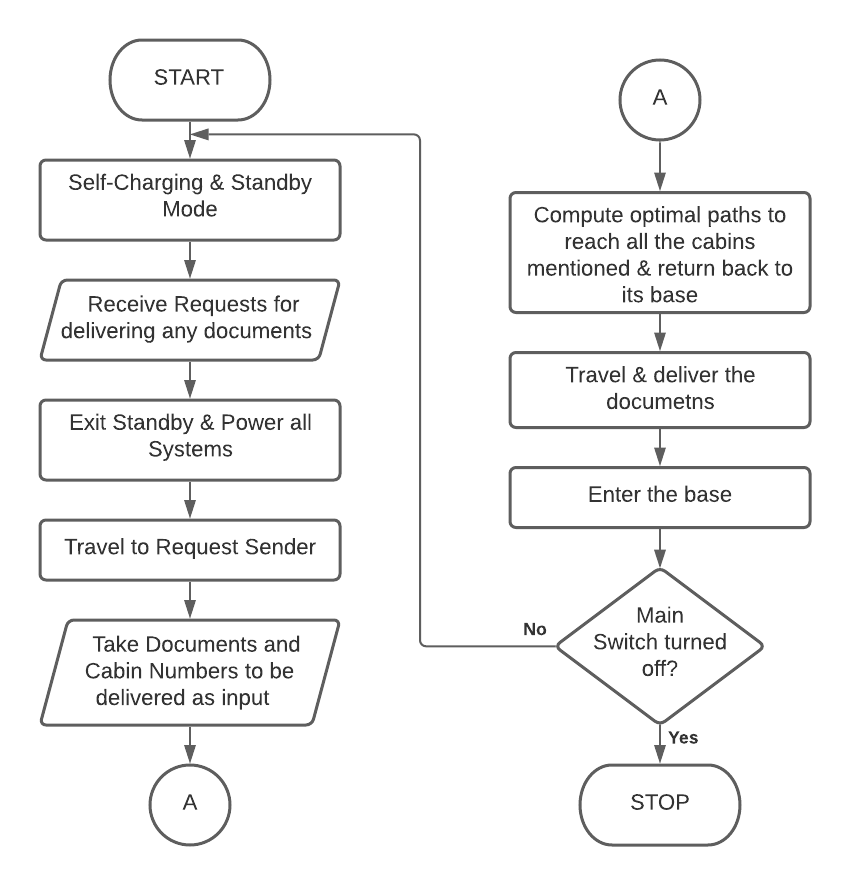 START
Self-Charging & Standby
Mode
Receive Requests for
delivering any documents
Exit Standby & Power all
Systems
Travel to Request Sender
Take Documents and
Cabin Numbers to be
delivered as input
A
A
Compute optimal paths to
reach all the cabins
mentioned & return back to
its base
Travel & deliver the
documetns
Enter the base
Main
Switch turned
off?
No
Yes
STOP